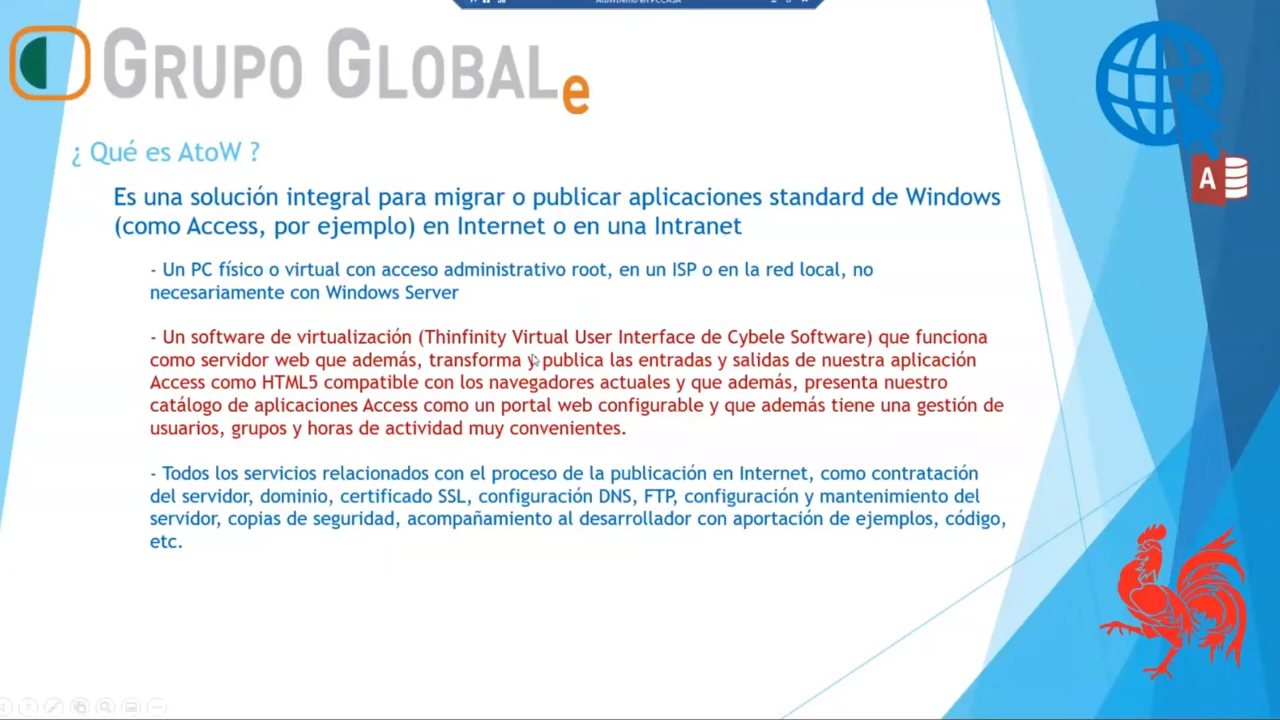 GRUPO GLOBALe
¿ Qué es AtoW ?
Es una solución integral para migrar o publicar aplicaciones standard de Windows
(como Access, por ejemplo) en Internet o en una Intranet
- Un PC físico o virtual con acceso administrativo root, en un ISP o en la red local, no
necesariamente con Windows Server
- Un software de virtualización (Thinfinity Virtual User Interface de Cybele Software) que funciona
como servidor web que además, transforma y publica las entradas y salidas de nuestra aplicación
Access como HTML5 compatible con los navegadores actuales y que además, presenta nuestro
catálogo de aplicaciones Access como un portal web configurable y que además tiene una gestión de
usuarios, grupos y horas de actividad muy convenientes.
- Todos los servicios relacionados con el proceso de la publicación en Internet, como contratación
del servidor, dominio, certificado SSL, configuración DNS, FTP, configuración y mantenimiento del
servidor, copias de seguridad, acompañamiento al desarrollador con aportación de ejemplos, código,
etc.
A